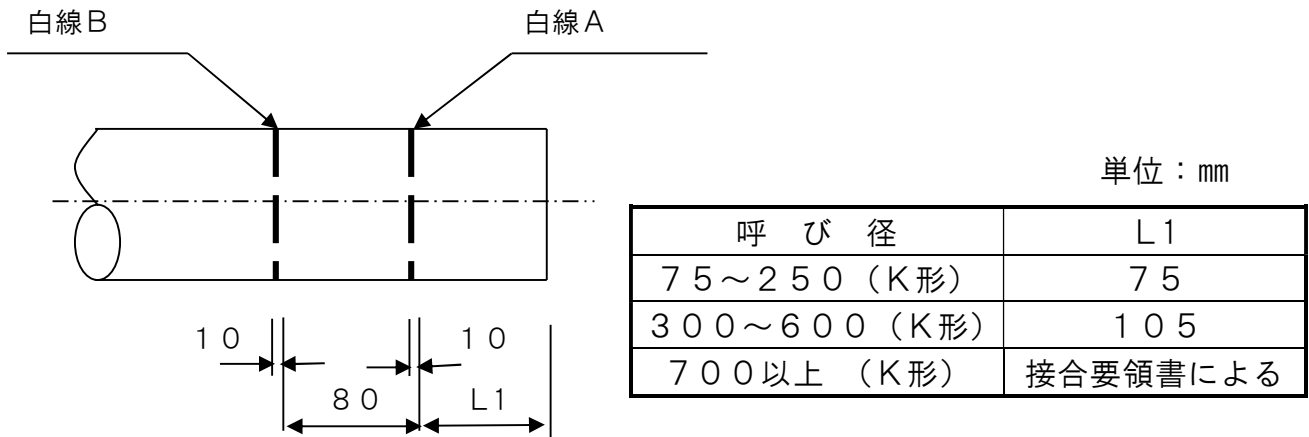 白線B 白線A
単位：㎜
呼　び　径 L1
７５～２５０（K形） ７５
３００～６００（K形） １０５
７００以上　（K形） 接合要領書による
１０ １０
８０ L1